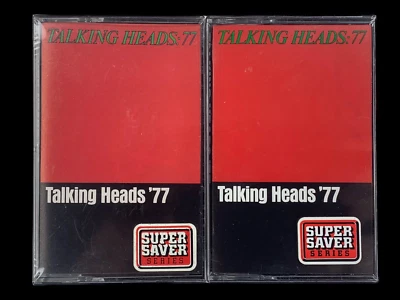 TALKING HEADS:77
Talking Heads '77
SUPER
SAVER
SERIES
TALKING HEADS:77
Talking Heads '77
SUPER
SAVER
SERIES